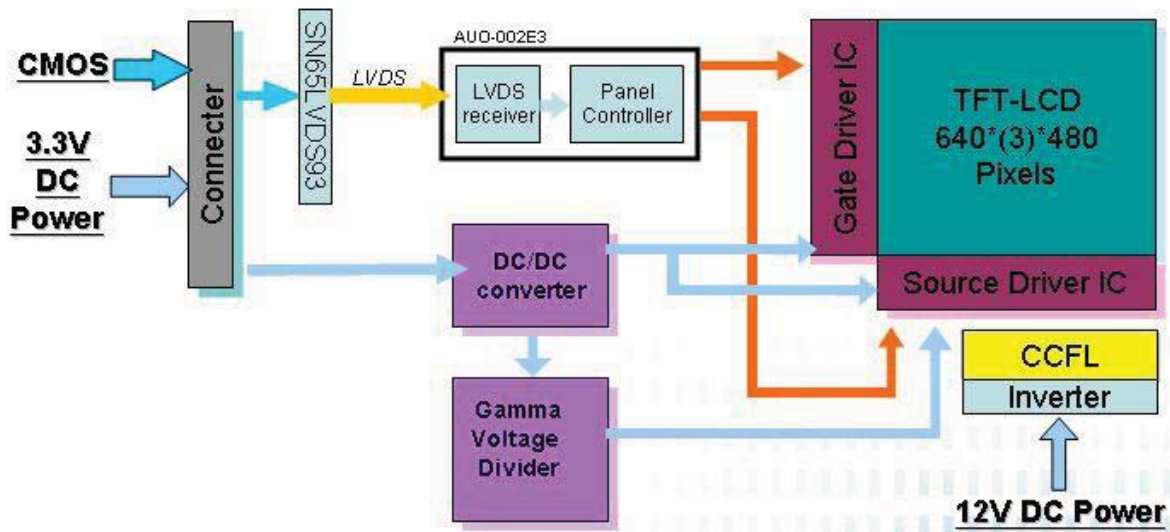 CMOS
3.3V
DC
Power
Connecter
SN65LVDS93
LVDS
AUO-002E3
LVDS
receiver
Panel
Controller
Gate Driver IC
TFT-LCD
640*(3)*480
Pixels
Source Driver IC
DC/DC
converter
Gamma
Voltage
Divider
CCFL
Inverter
12V DC Power